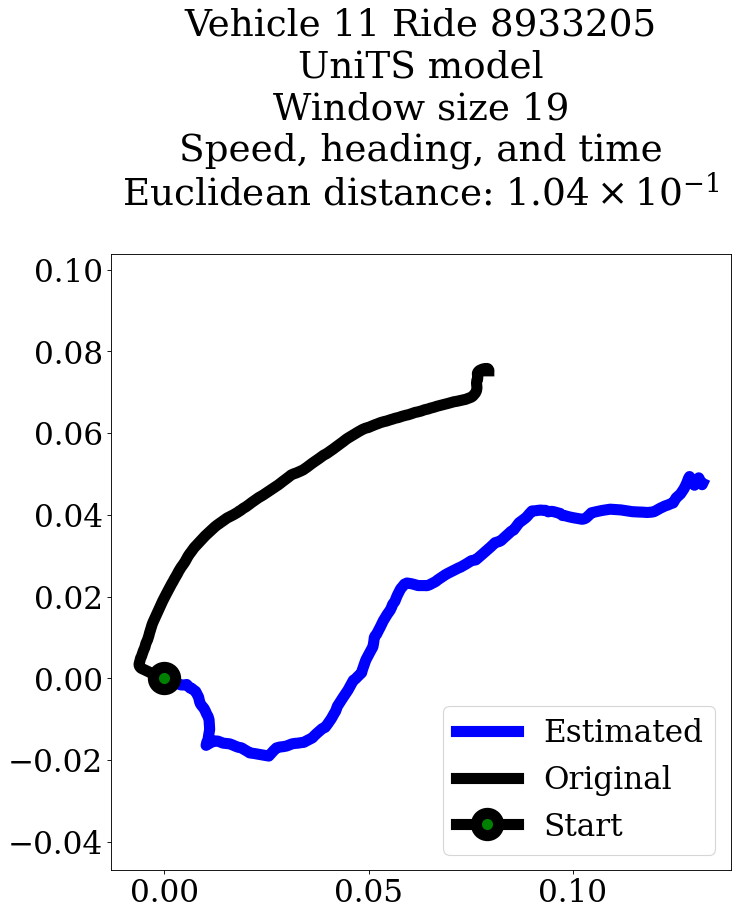 Vehicle 11 Ride 8933205
UniTS model
Window size 19
Speed, heading, and time
Euclidean distance: $1.04 \times 10^{-1}$
0.10
0.08
0.06
0.04
0.02
0.00
−0.02
−0.04
0.00 0.05 0.10
Estimated
Original
Start